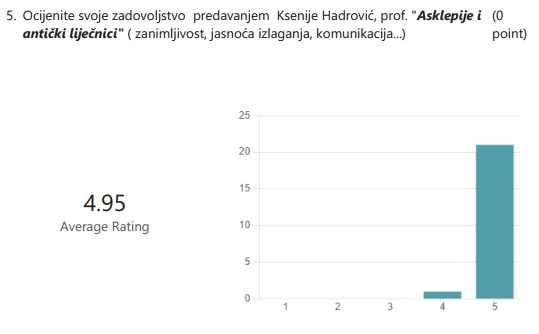 5. Ocijenite svoje zadovoljstvo predavanjem Ksenije Hadrović, prof. "Asklepije i (0
antički liječnici" ( zanimljivost, jasnoća izlaganja, komunikacija...) point)
25
20
15
10
5
0
4.95
Average Rating
1 2 3 4 5